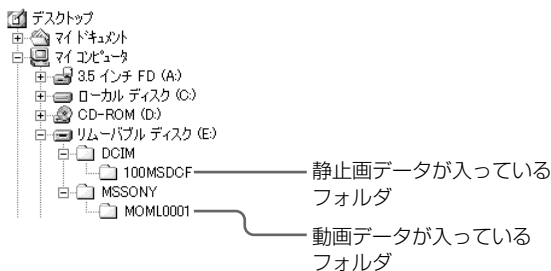 デスクトップ
マイ ドキュメント
マイ コンピュータ
3.5 インチ FD (A:)
ローカル ディスク (C:)
CD-ROM (D:)
リムーバブル ディスク (E:)
DCIM
100MSDCF
静止画データが入っている
フォルダ
MSSONY
MOML0001
動画データが入っている
フォルダ